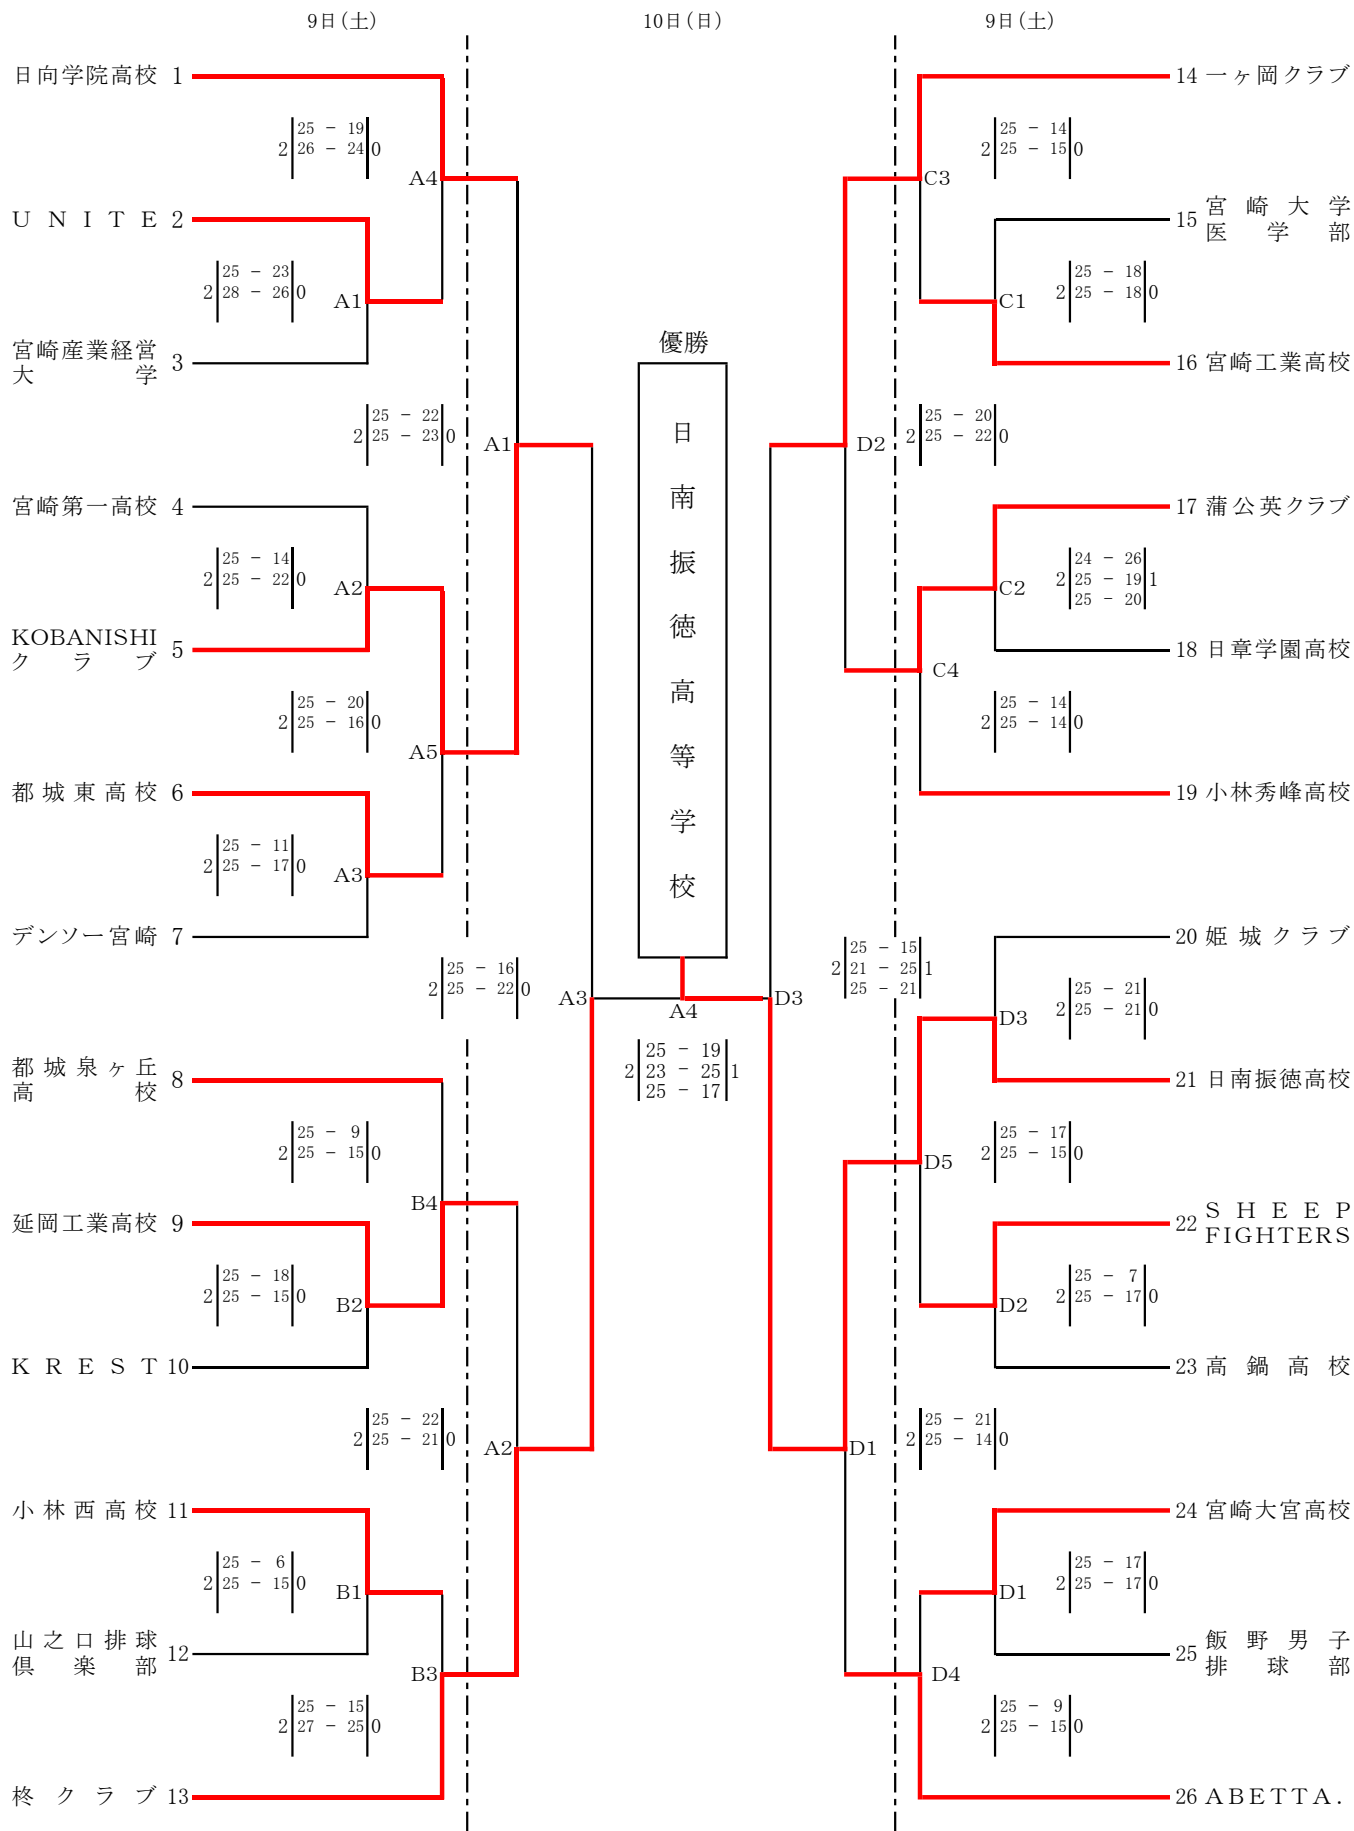 9日(土)
10日(日)
9日(土)
日向学院高校 1
2 25 - 19 0
26 - 24
A4
UNITE 2
2 25 - 23 0
28 - 26
A1
宮崎産業経営
大学 3
2 25 - 22 0
25 - 23
A1
宮崎第一高校 4
2 25 - 14 0
25 - 22
A2
KOBANISHI
クラブ 5
2 25 - 20 0
25 - 16
A5
都城東高校 6
2 25 - 11 0
25 - 17
A3
デンソー宮崎 7
2 25 - 16 0
25 - 22
A3
都城泉ヶ丘
高校 8
2 25 - 9 0
25 - 15
B4
延岡工業高校 9
2 25 - 18 0
25 - 15
B2
KREST 10
2 25 - 22 0
25 - 21
A2
小林西高校 11
2 25 - 6 0
25 - 15
B1
山之口排球
倶楽部 12
B3
2 25 - 15 0
27 - 25
柊クラブ 13
優勝
日南振徳高等学校
A4
2 25 - 19 1
23 - 25
25 - 17
14 一ヶ岡クラブ
2 25 - 14 0
25 - 15
C3
15 宮崎大学
医学部
2 25 - 18 0
25 - 18
C1
16 宮崎工業高校
2 25 - 20 0
25 - 22
D2
17 蒲公英クラブ
2 24 - 26 1
25 - 19
25 - 20
C2
18 日章学園高校
C4
2 25 - 14 0
25 - 14
19 小林秀峰高校
20 姫城クラブ
2 25 - 15 1
21 - 25
25 - 21
D3
2 25 - 21 0
25 - 21
D3
21 日南振徳高校
2 25 - 17 0
25 - 15
D5
22 SHEEP
FIGHTERS
2 25 - 7 0
25 - 17
D2
23 高鍋高校
2 25 - 21 0
25 - 14
D1
24 宮崎大宮高校
2 25 - 17 0
25 - 17
D1
25 飯野男子
排球部
D4
2 25 - 9 0
25 - 15
26 ABETTA.